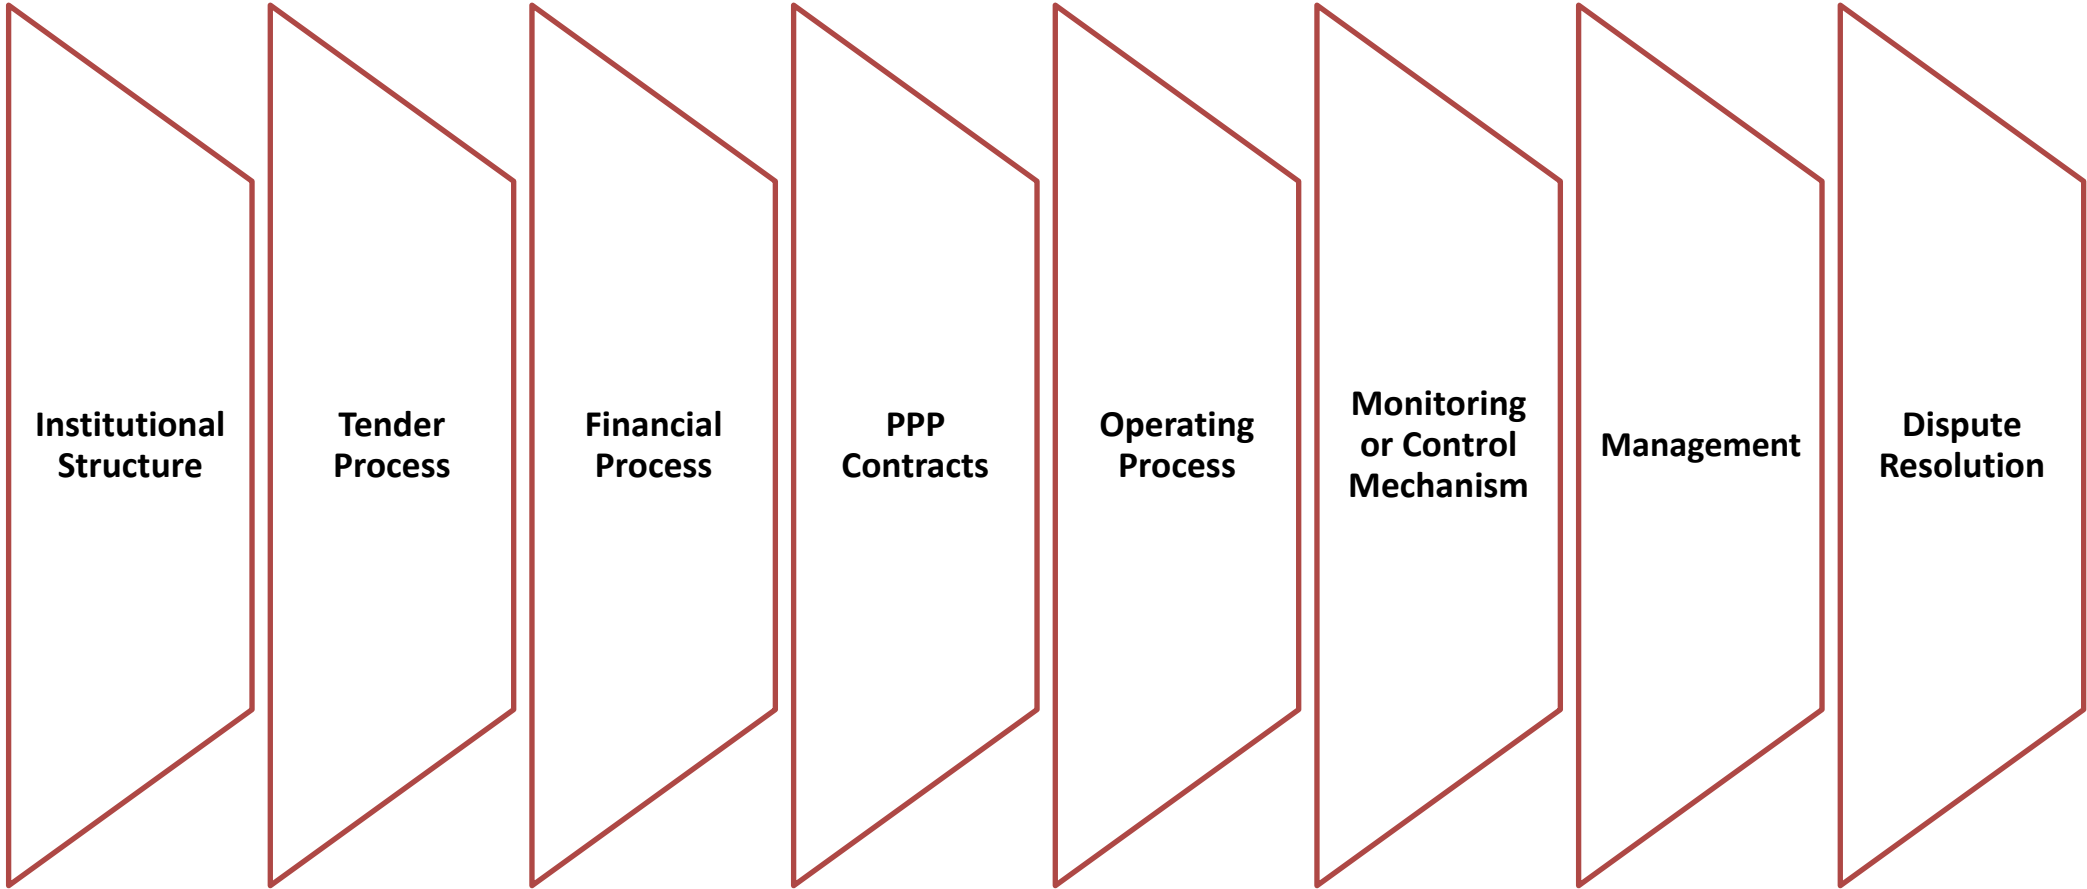 Institutional
Structure
Tender
Process
Financial
Process
PPP
Contracts
Operating
Process
Monitoring
or Control
Mechanism
Management
Dispute
Resolution